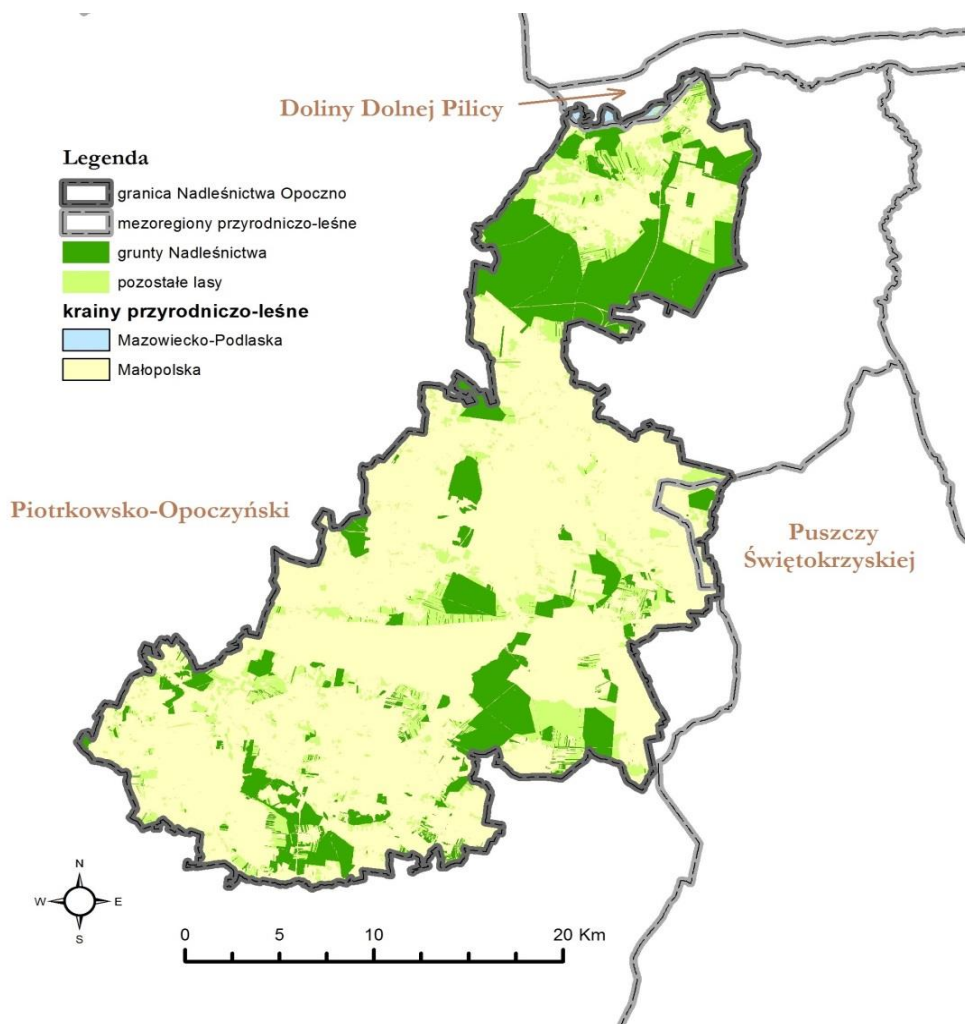 Doliny Dolnej Pilicy
Legenda
granica Nadleśnictwa Opoczno
mezoregiony przyrodniczo-leśne
grunty Nadleśnictwa
pozostałe lasy
krainy przyrodniczo-leśne
Mazowiecko-Podlaska
Małopolska
Piotrkowsko-Opoczyński
Puszczy
Świętokrzyskiej
N
W E
S
0 5 10 20 Km